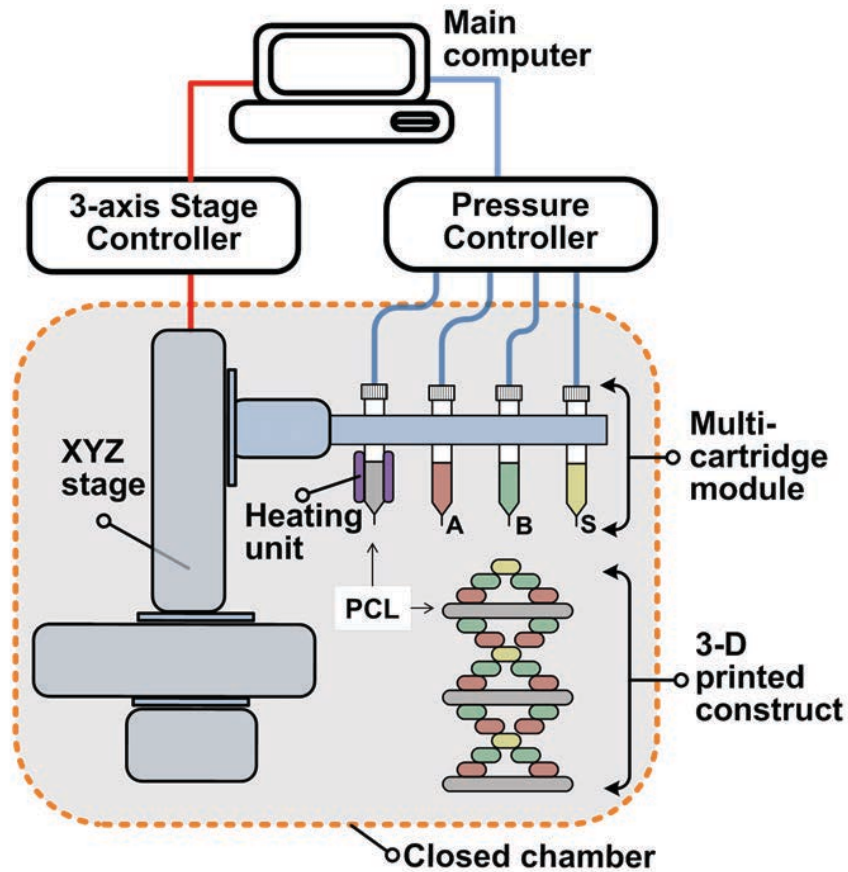 Main
computer
3-axis Stage
Controller
Pressure
Controller
XYZ
stage
Heating
unit
A
B
S
Multi-
cartridge
module
PCL
3-D
printed
construct
Closed chamber